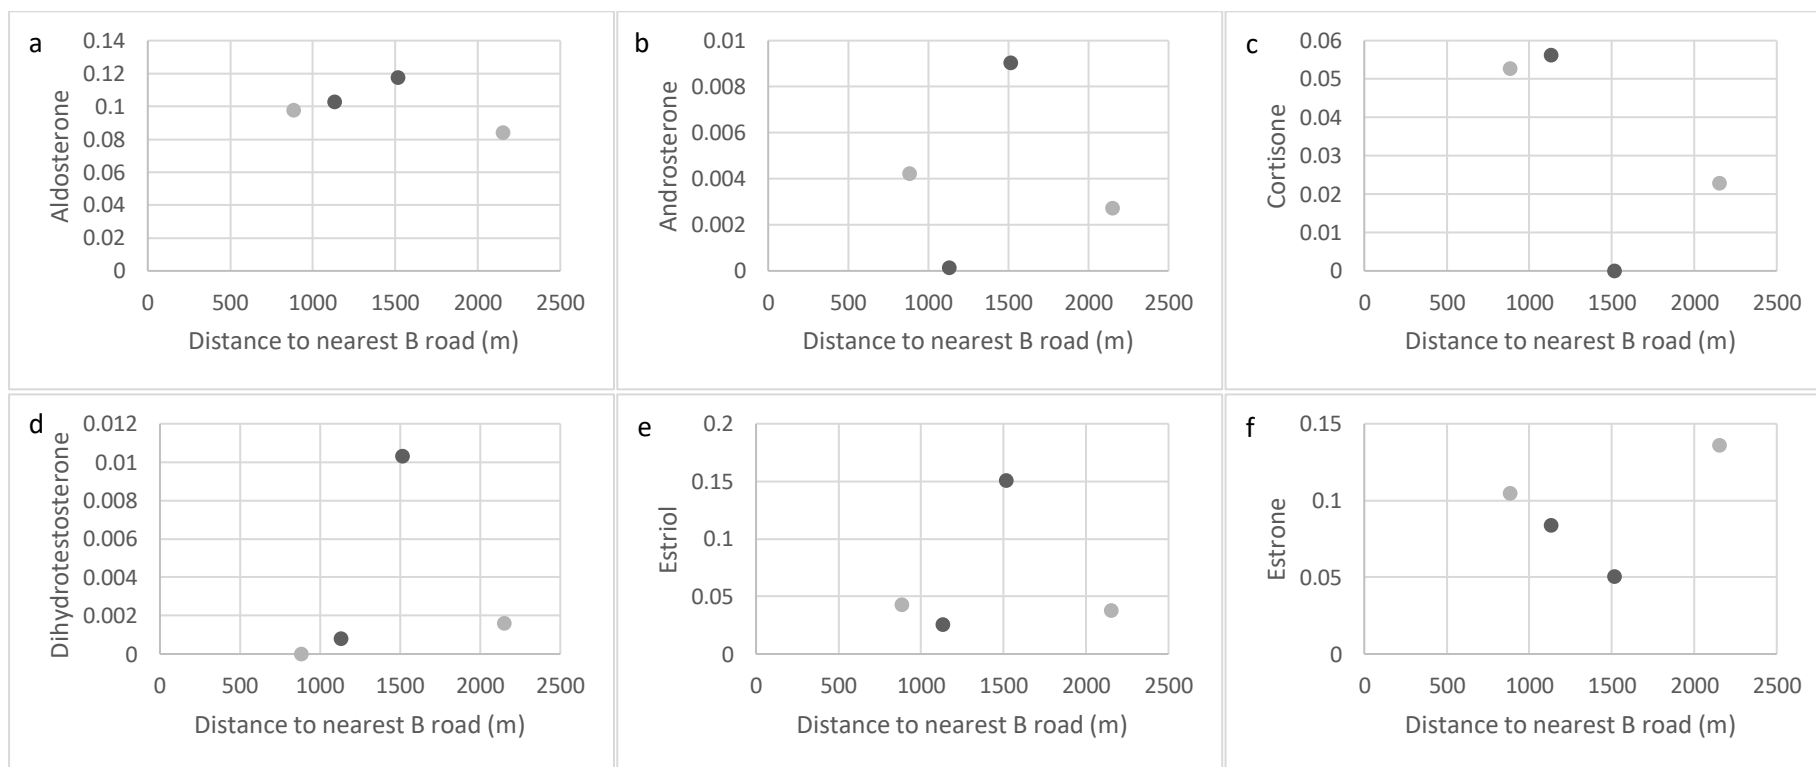 a
Aldosterone
0.14
0.12
0.1
0.08
0.06
0.04
0.02
0
0 500 1000 1500 2000 2500
Distance to nearest B road (m)
b
Androsterone
0.01
0.008
0.006
0.004
0.002
0
0 500 1000 1500 2000 2500
Distance to nearest B road (m)
c
Cortisone
0.06
0.05
0.04
0.03
0.02
0.01
0
0 500 1000 1500 2000 2500
Distance to nearest B road (m)
d
Dihydrotestosterone
0.012
0.01
0.008
0.006
0.004
0.002
0
0 500 1000 1500 2000 2500
Distance to nearest B road (m)
e
Estriol
0.2
0.15
0.1
0.05
0
0 500 1000 1500 2000 2500
Distance to nearest B road (m)
f
Estrone
0.15
0.1
0.05
0
0 500 1000 1500 2000 2500
Distance to nearest B road (m)